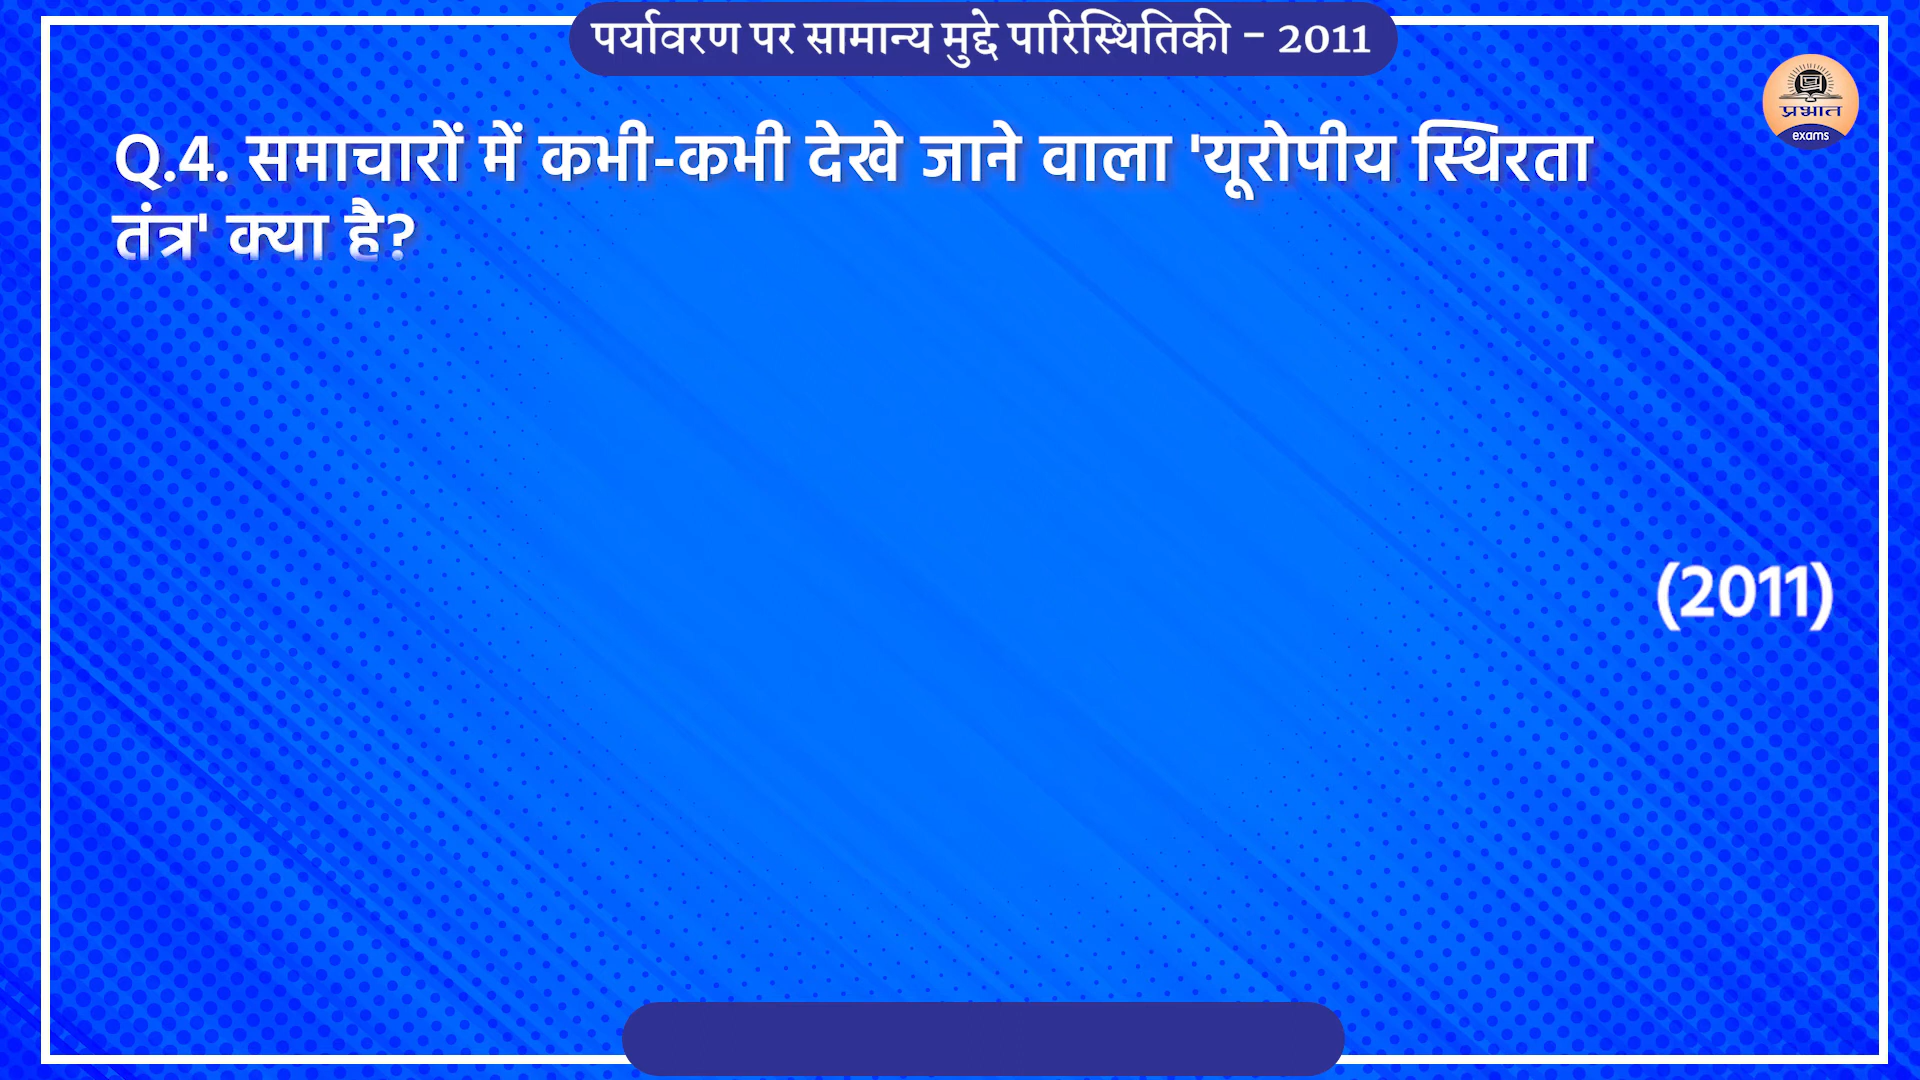 पर्यावरण पर सामान्य मुद्दे पारिस्थितिकी – 2011
प्रभात
exams
Q.4. समाचारों में कभी-कभी देखे जाने वाला 'यूरोपीय स्थिरता
तंत्र' क्या है?
(2011)